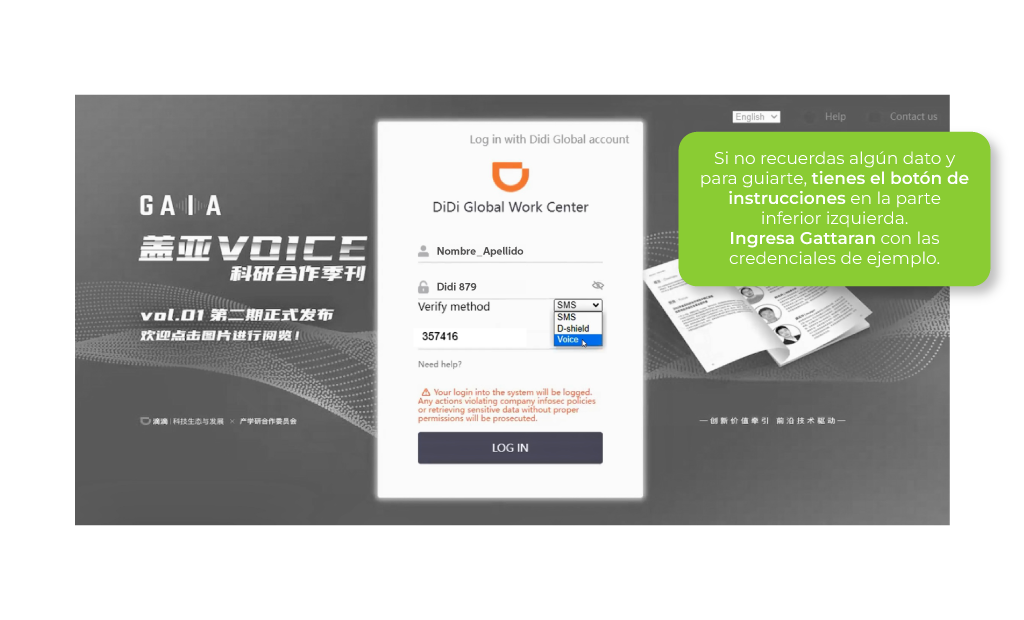 English
Help
Contact us
Log in with Didi Global account
DiDi Global Work Center
Nombre_Apellido
Didi 879
Verify method
SMS
SMS
D-shield
Voice
357416
Need help?
Your login into the system will be logged.
Any actions violating company infosec policies
or retrieving sensitive data without proper
permissions will be prosecuted.
LOG IN
GAIA
盖亚VOICE
科研合作季刊
vol.01 第二期正式发布
欢迎点击图片进行阅览！
滴滴 | 科技生态与发展 × 产学研合作委员会
Si no recuerdas algún dato y
para guiarte, tienes el botón de
instrucciones en la parte
inferior izquierda.
Ingresa Gattaran con las
credenciales de ejemplo.
—创新价值牵引 前沿技术驱动—